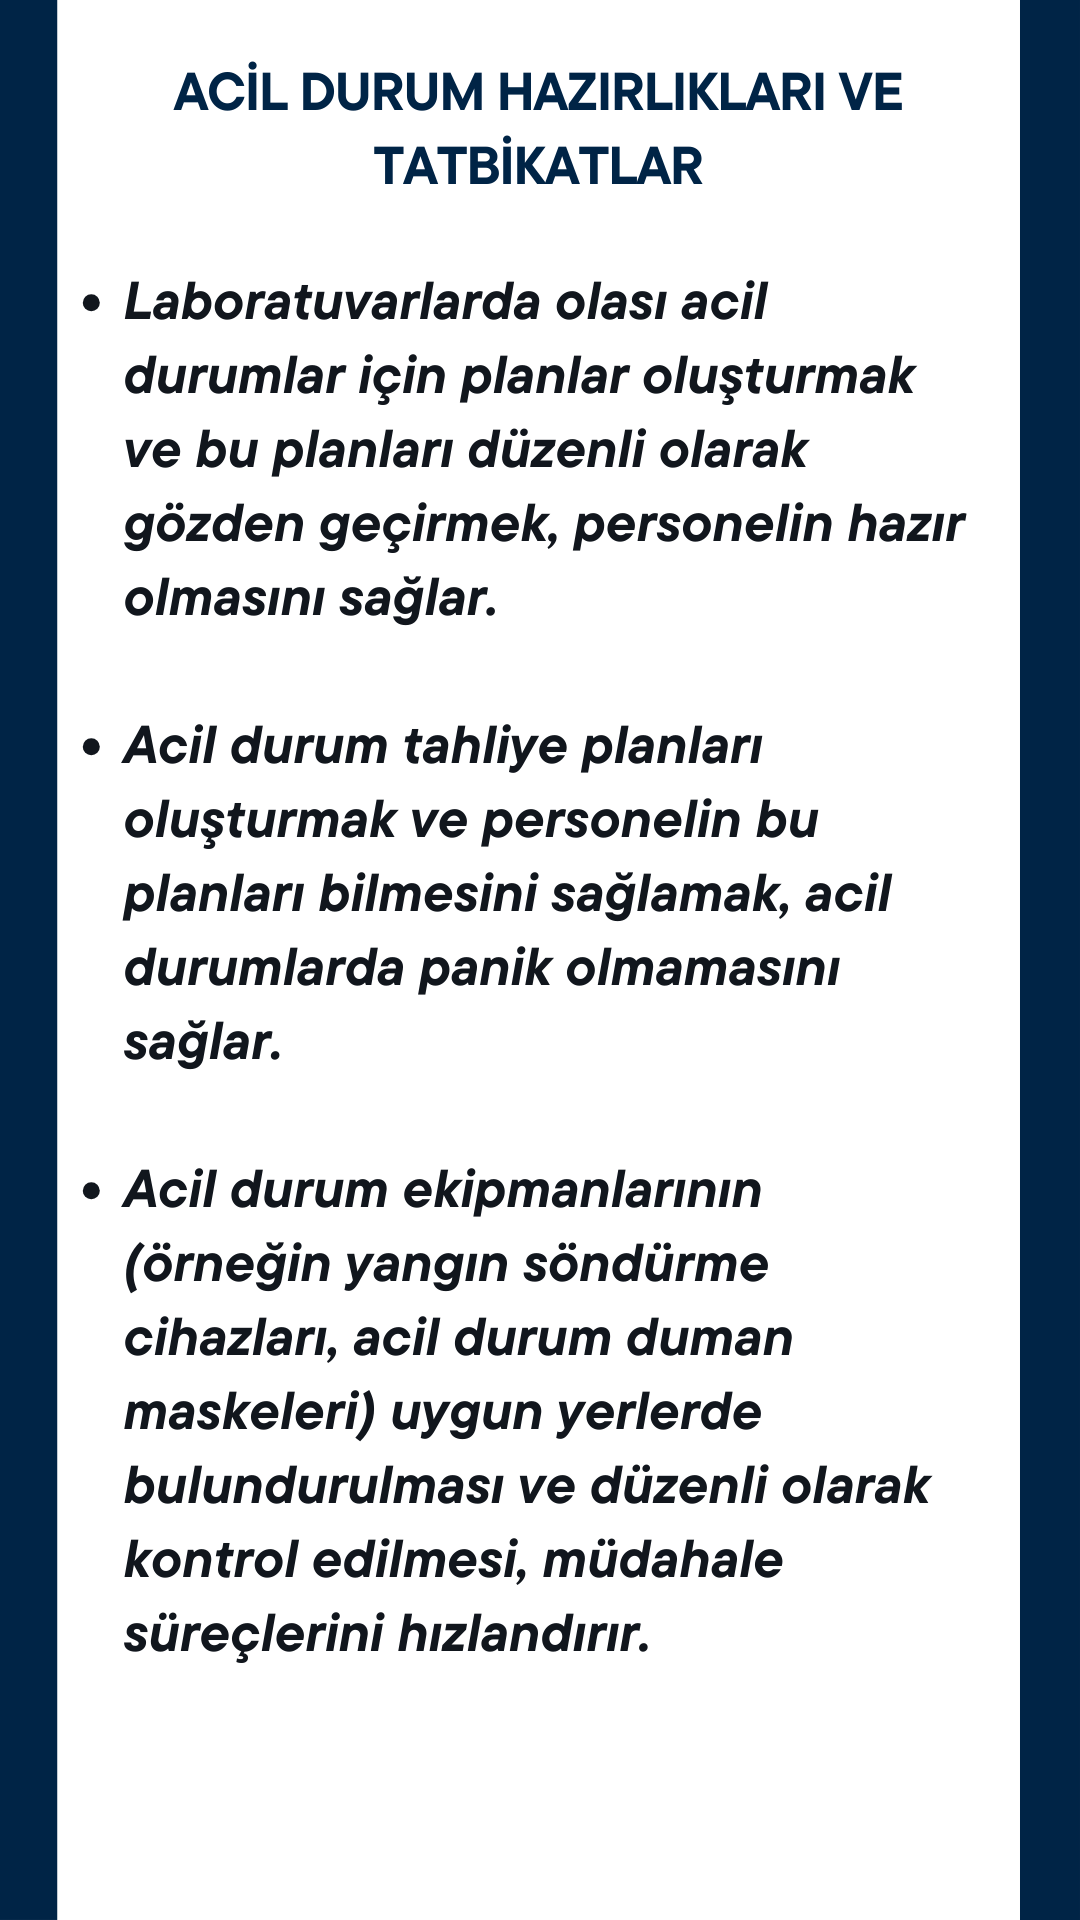 ACİL DURUM HAZIRLIKLARI VE
TATBİKATLAR
• Laboratuvarlarda olası acil
durumlar için planlar oluşturmak
ve bu planları düzenli olarak
gözden geçirmek, personelin hazır
olmasını sağlar.
• Acil durum tahliye planları
oluşturmak ve personelin bu
planları bilmesini sağlamak, acil
durumlarda panik olmamasını
sağlar.
• Acil durum ekipmanlarının
(örneğin yangın söndürme
cihazları, acil durum duman
maskeleri) uygun yerlerde
bulundurulması ve düzenli olarak
kontrol edilmesi, müdahale
süreçlerini hızlandırır.